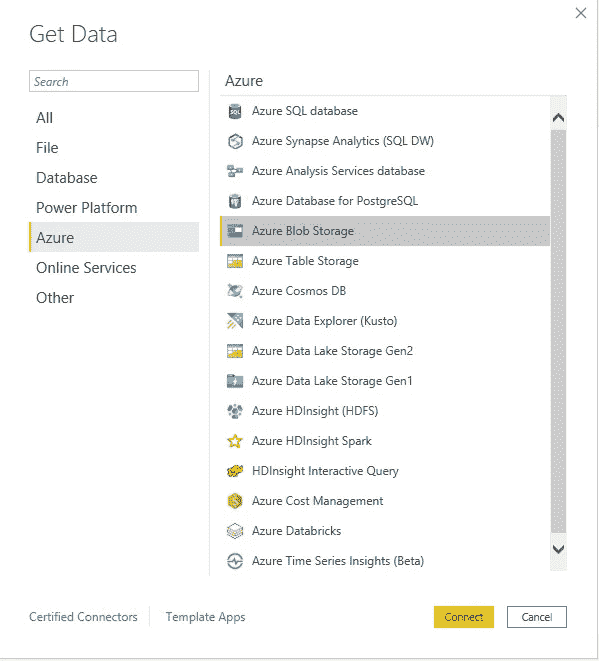 Get Data
Search
All
File
Database
Power Platform
Azure
Online Services
Other
Azure
Azure SQL database
Azure Synapse Analytics (SQL DW)
Azure Analysis Services database
Azure Database for PostgreSQL
Azure Blob Storage
Azure Table Storage
Azure Cosmos DB
Azure Data Explorer (Kusto)
Azure Data Lake Storage Gen2
Azure Data Lake Storage Gen1
Azure HDInsight (HDFS)
Azure HDInsight Spark
HDInsight Interactive Query
Azure Cost Management
Azure Databricks
Azure Time Series Insights (Beta)
Certified Connectors
Template Apps
Connect
Cancel